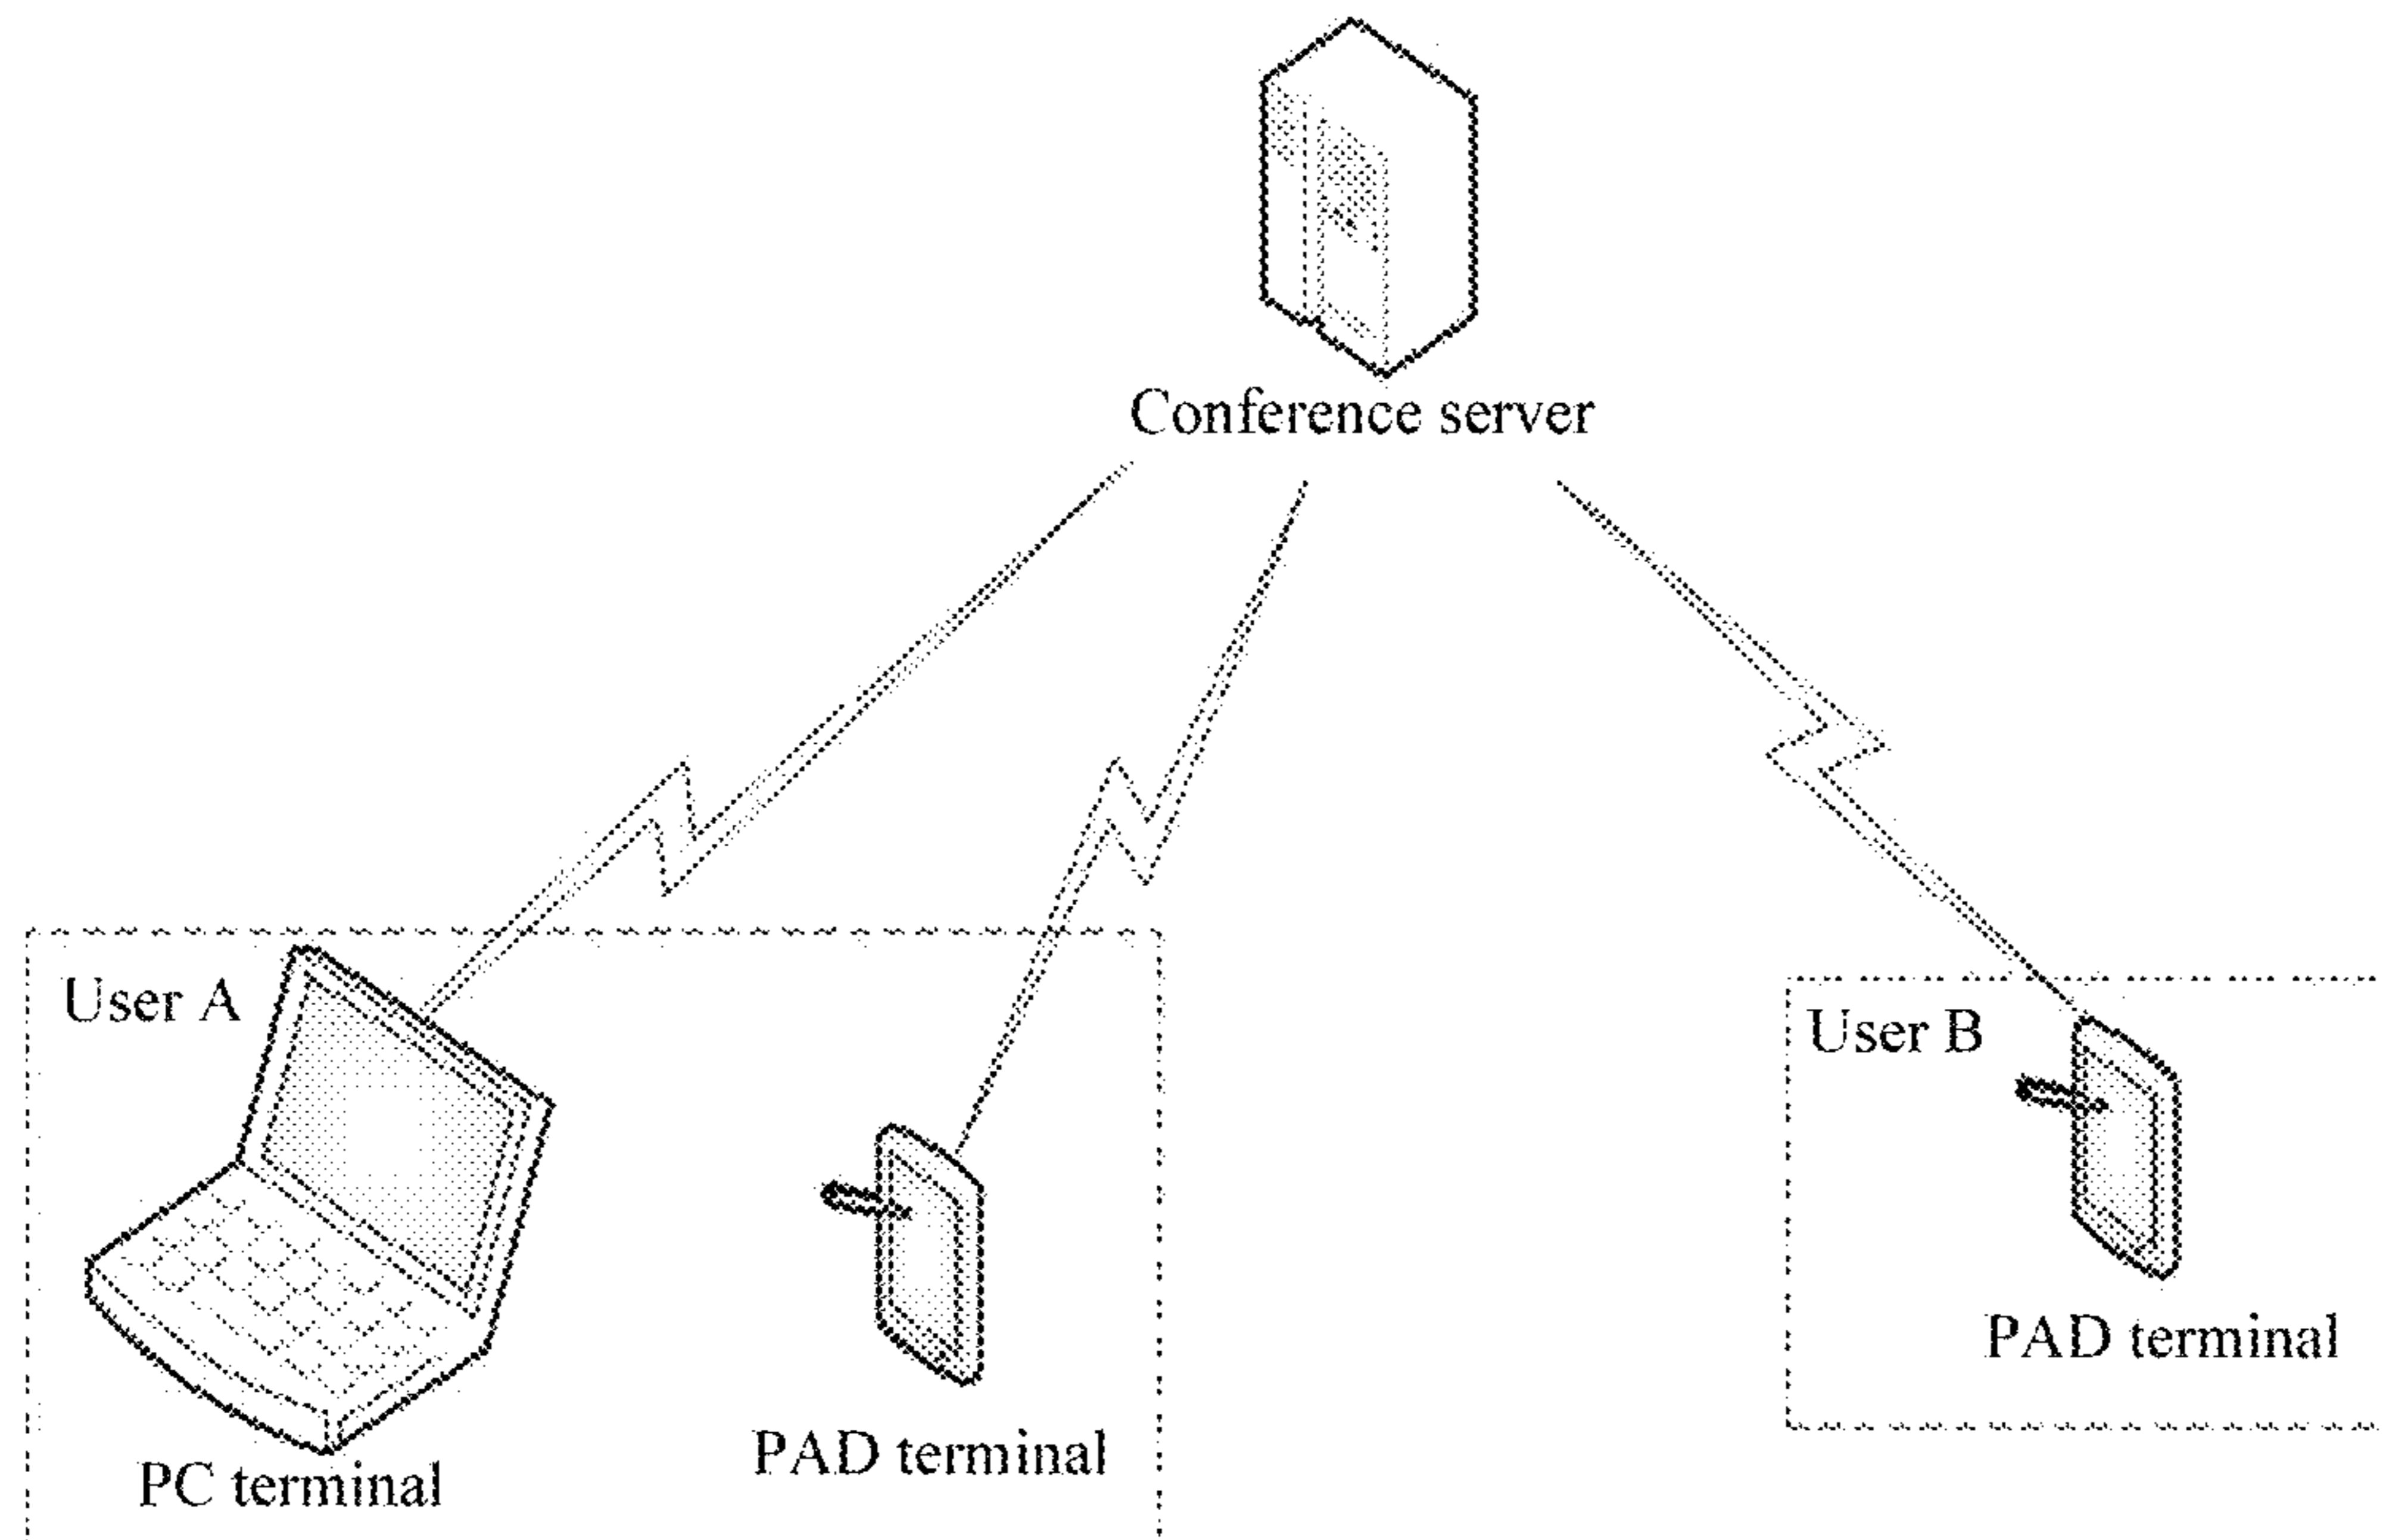 Conference server
User A
User B
PAD terminal
PAD terminal
PC terminal